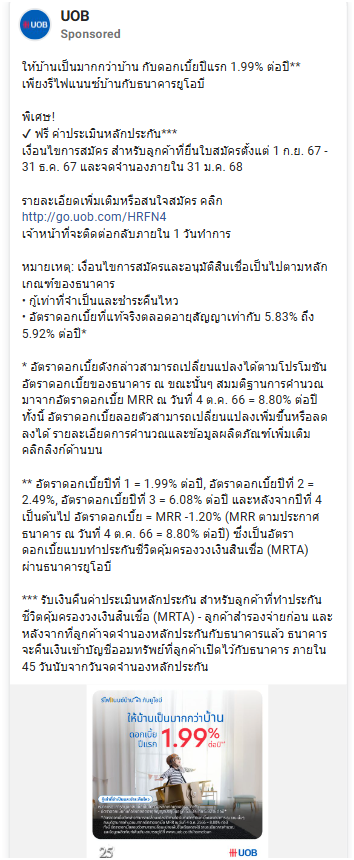 UOB
UOB
Sponsored
ให้บ้านเป็นมากกว่าบ้าน กับดอกเบี้ยปีแรก 1.99% ต่อปี**
เพียงรีไฟแนนซ์บ้านกับธนาคารยูโอบี
พิเศษ!
✓ ฟรี ค่าประเมินหลักประกัน***
เงื่อนไขการสมัคร สำหรับลูกค้าที่ยื่นใบสมัครตั้งแต่ 1 ก.ย. 67 -
31 ธ.ค. 67 และจดจำนองภายใน 31 ม.ค. 68
รายละเอียดเพิ่มเติมหรือสนใจสมัคร คลิก
http://go.uob.com/HRFN4
เจ้าหน้าที่จะติดต่อกลับภายใน 1 วันทำการ
หมายเหตุ: เงื่อนไขการสมัครและอนุมัติสินเชื่อเป็นไปตามหลัก
เกณฑ์ของธนาคาร
• กู้เท่าที่จำเป็นและชำระคืนไหว
• อัตราดอกเบี้ยที่แท้จริงตลอดอายุสัญญาเท่ากับ 5.83% ถึง
5.92% ต่อปี*
* อัตราดอกเบี้ยดังกล่าวสามารถเปลี่ยนแปลงได้ตามโปรโมชัน
อัตราดอกเบี้ยของธนาคาร ณ ขณะนั้นๆ สมมติฐานการคำนวณ
มาจากอัตราดอกเบี้ย MRR ณ วันที่ 4 ต.ค. 66 = 8.80% ต่อปี
ทั้งนี้ อัตราดอกเบี้ยลอยตัวสามารถเปลี่ยนแปลงเพิ่มขึ้นหรือลด
ลงได้ รายละเอียดการคำนวณและข้อมูลผลิตภัณฑ์เพิ่มเติม
คลิกลิงก์ด้านบน
** อัตราดอกเบี้ยปีที่ 1 = 1.99% ต่อปี, อัตราดอกเบี้ยปีที่ 2 =
2.49%, อัตราดอกเบี้ยปีที่ 3 = 6.08% ต่อปี และหลังจากปีที่ 4
เป็นต้นไป อัตราดอกเบี้ย = MRR -1.20% (MRR ตามประกาศ
ธนาคาร ณ วันที่ 4 ต.ค. 66 = 8.80% ต่อปี) ซึ่งเป็นอัตรา
ดอกเบี้ยแบบทำประกันชีวิตคุ้มครองวงเงินสินเชื่อ (MRTA)
ผ่านธนาคารยูโอบี
*** รับเงินคืนค่าประเมินหลักประกัน สำหรับลูกค้าที่ทำประกัน
ชีวิตคุ้มครองวงเงินสินเชื่อ (MRTA) - ลูกค้าสำรองจ่ายก่อน และ
หลังจากที่ลูกค้าจดจำนองหลักประกันกับธนาคารแล้ว ธนาคาร
จะคืนเงินเข้าบัญชีออมทรัพย์ที่ลูกค้าเปิดไว้กับธนาคาร ภายใน
45 วันนับจากวันจดจำนองหลักประกัน
ให้บ้านเป็นมากกว่าบ้าน
ดอกเบี้ย
ปีแรก 1.99% ต่อปี**
กู้เท่าที่จำเป็นและชำระคืนไหว
25
UOB